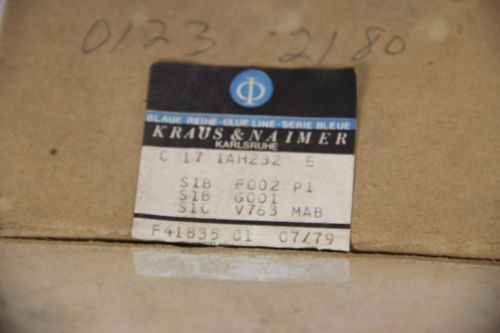 0123 2180
BLAUE REIHE-BLUE LINE-SERIE BLEUE
KRAUS & NAIMER
KARLSRUHE
C 17 1AH232 E
S1B F002 P1
S1B G001
S1C V763 MAB
F41835 01 07/79